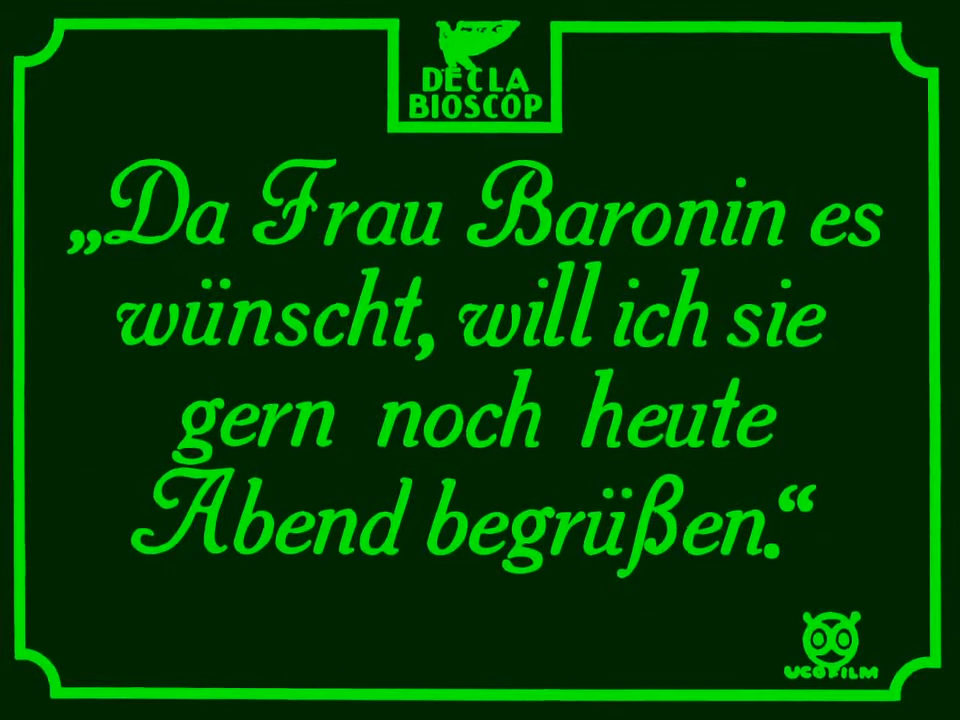 DECLA
BIOSCOP
„Da Frau Baronin es
wünscht, will ich sie
gern noch heute
Abend begrüßen.“
UCOFILM